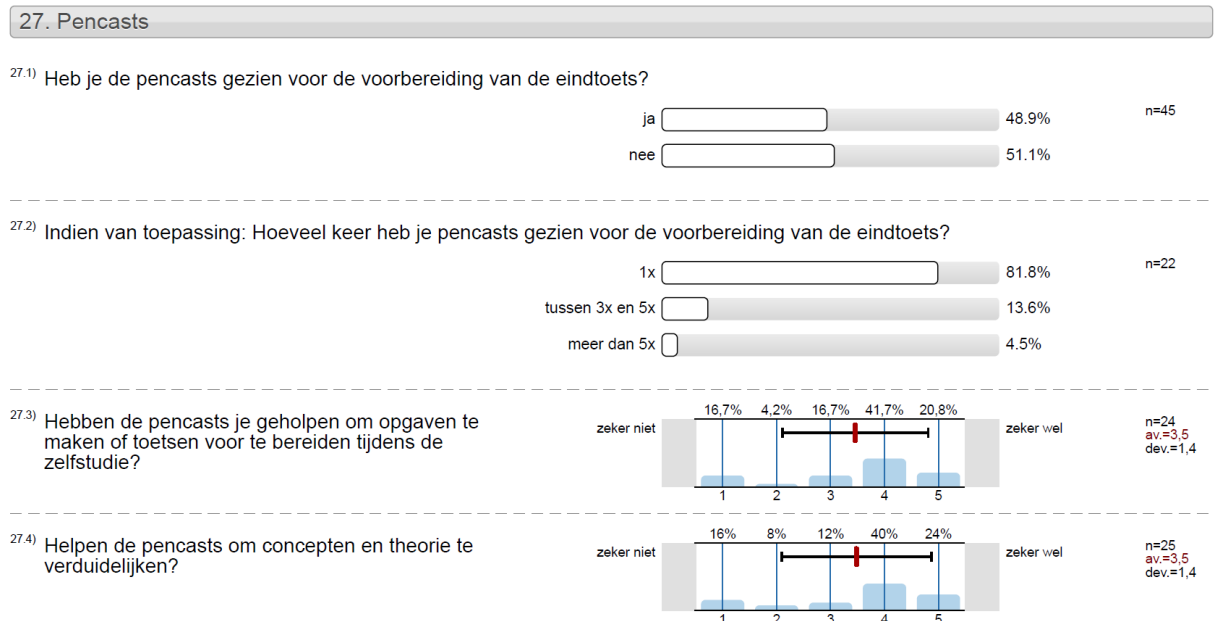 27. Pencasts
27.1) Heb je de pencasts gezien voor de voorbereiding van de eindtoets?
ja 48.9% n=45
nee 51.1%
27.2) Indien van toepassing: Hoeveel keer heb je pencasts gezien voor de voorbereiding van de eindtoets?
1x 81.8% n=22
tussen 3x en 5x 13.6%
meer dan 5x 4.5%
27.3) Hebben de pencasts je geholpen om opgaven te
maken of toetsen voor te bereiden tijdens de
zelfstudie?
16,7% 4,2% 16,7% 41,7% 20,8%
zeker niet zeker wel
1 2 3 4 5
n=24
av.=3,5
dev.=1,4
27.4) Helpen de pencasts om concepten en theorie te
verduidelijken?
16% 8% 12% 40% 24%
zeker niet zeker wel
1 2 3 4 5
n=25
av.=3,5
dev.=1,4